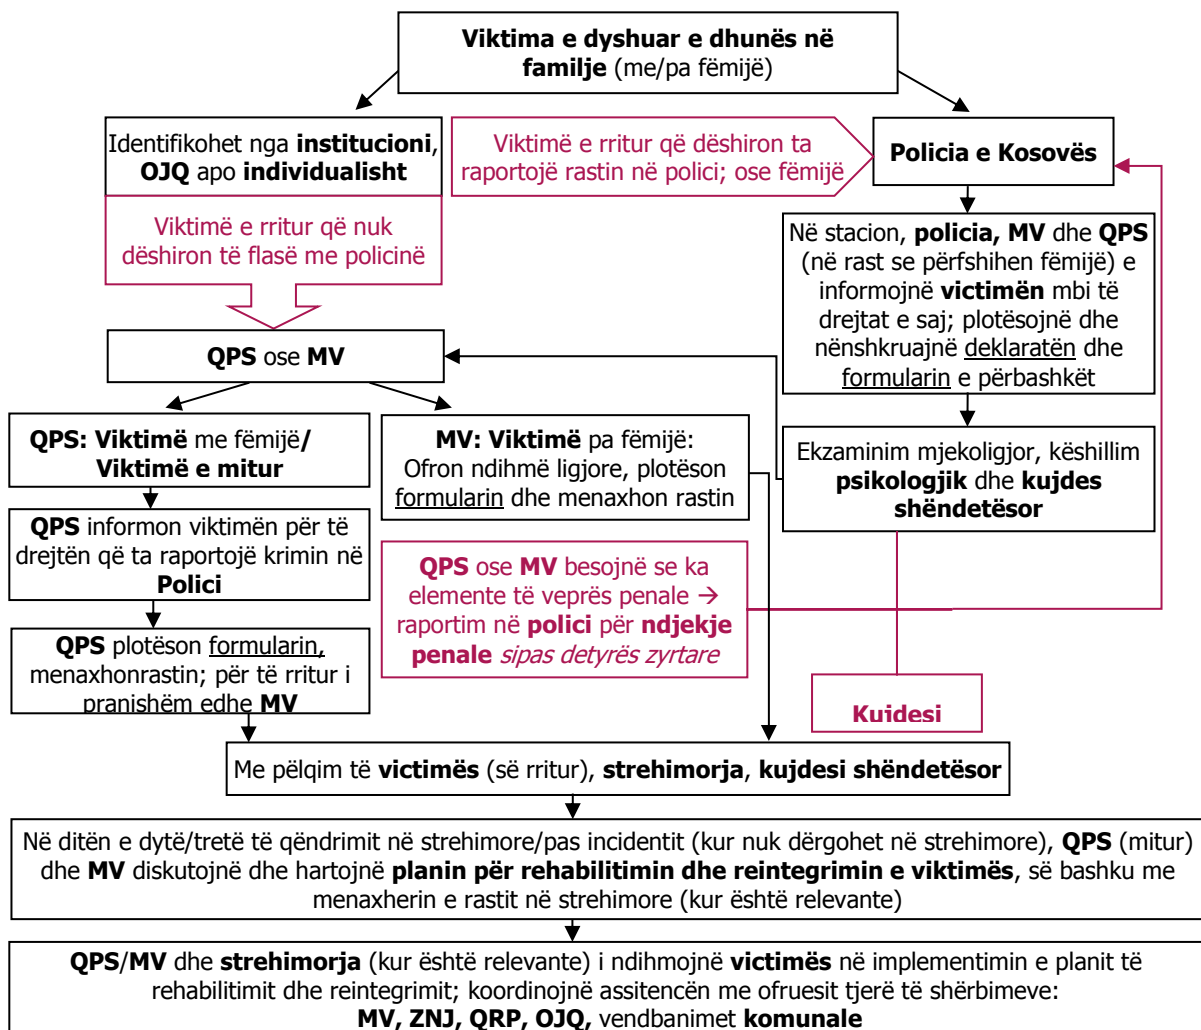 Viktima e dyshuar e dhunës në
familje (me/pa fëmijë)
Identifikohet nga institucioni,
OJQ apo individualisht
Viktimë e rritur që nuk
dëshiron të flasë me policinë
Viktimë e rritur që dëshiron ta
raportojë rastin në polici; ose fëmijë
Policia e Kosovës
Në stacion, policia, MV dhe QPS
(në rast se përfshihen fëmijë) e
informojnë victimën mbi të
drejtat e saj; plotësojnë dhe
nënshkruajnë deklaratën dhe
formularin e përbashkët
QPS ose MV
QPS: Viktimë me fëmijë/
Viktimë e mitur
MV: Viktimë pa fëmijë:
Ofron ndihmë ligjore, plotëson
formularin dhe menaxhon rastin
Ekzaminim mjekoligjor, këshillim
psikologjik dhe kujdes
shëndetësor
QPS informon viktimën për të
drejtën që ta raportojë krimin në
Polici
QPS ose MV besojnë se ka
elemente të veprës penale →
raportim në polici për ndjekje
penale sipas detyrës zyrtare
QPS plotëson formularin,
menaxhonrastin; për të rritur i
pranishëm edhe MV
Kujdesi
Me pëlqim të victimës (së rritur), strehimorja, kujdesi shëndetësor
Në ditën e dytë/tretë të qëndrimit në strehimore/pas incidentit (kur nuk dërgohet në strehimore), QPS (mitur)
dhe MV diskutojnë dhe hartojnë planin për rehabilitimin dhe reintegrimin e viktimës, së bashku me
menaxherin e rastit në strehimore (kur është relevante)
QPS/MV dhe strehimorja (kur është relevante) i ndihmojnë victimës në implementimin e planit të
rehabilitimit dhe reintegrimit; koordinojnë assitencën me ofruesit tjerë të shërbimeve:
MV, ZNJ, QRP, OJQ, vendbanimet komunale